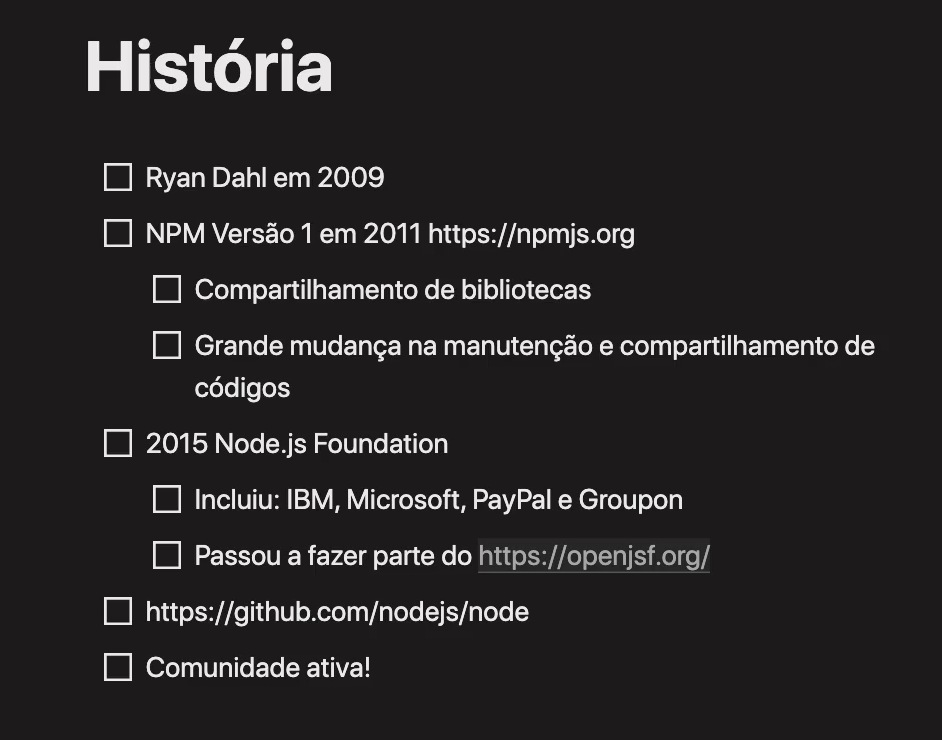 História
Ryan Dahl em 2009
NPM Versão 1 em 2011 https://npmjs.org
Compartilhamento de bibliotecas
Grande mudança na manutenção e compartilhamento de
códigos
2015 Node.js Foundation
Incluiu: IBM, Microsoft, PayPal e Groupon
Passou a fazer parte do https://openjsf.org/
https://github.com/nodejs/node
Comunidade ativa!